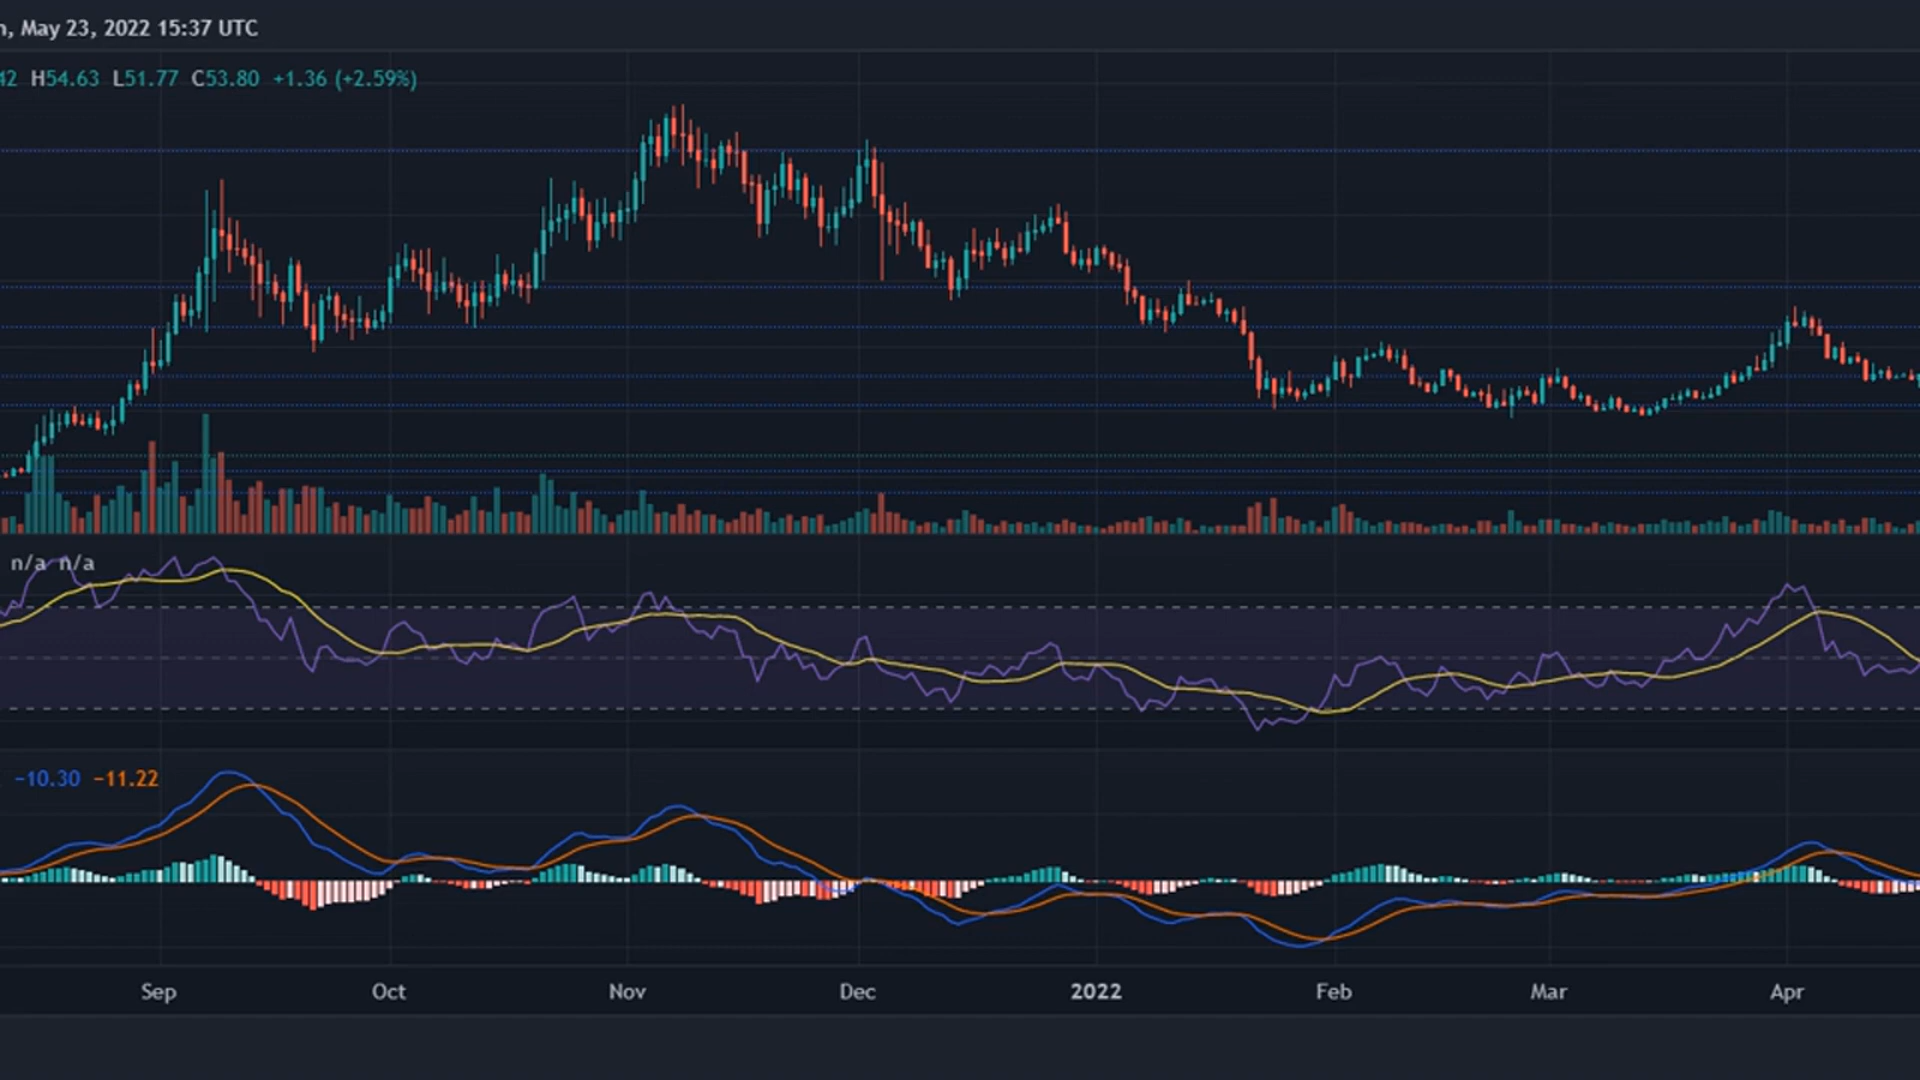 May 23, 2022 15:37 UTC
42 H54.63 L51.77 C53.80 +1.36 (+2.59%)
n/a n/a
−10.30 −11.22
Sep Oct Nov Dec 2022 Feb Mar Apr